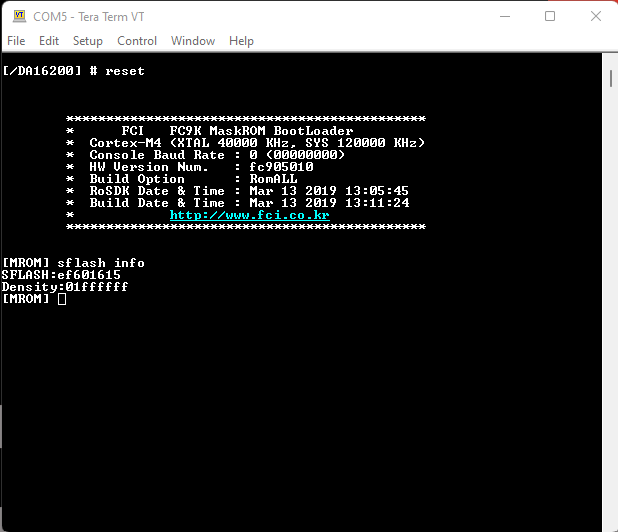 COM5 - Tera Term VT
File Edit Setup Control Window Help
[/DA16200] # reset
*********************************************
* FCI FC9K MaskROM BootLoader
* Cortex-M4 (XTAL 40000 KHz, SYS 120000 KHz)
* Console Baud Rate : 0 (00000000)
* HW Version Num. : fc905010
* Build Option : RomALL
* RoSDK Date & Time : Mar 13 2019 13:05:45
* Build Date & Time : Mar 13 2019 13:11:24
* http://www.fci.co.kr
*********************************************
[MROM] sflash info
SFLASH:ef601615
Density:01ffffff
[MROM]